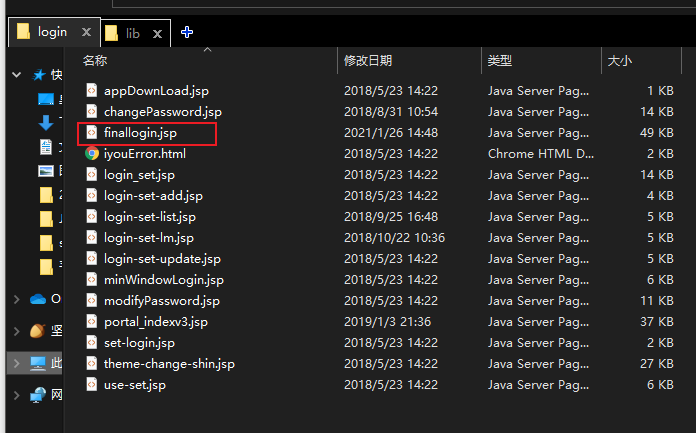 login
lib
名称 修改日期 类型 大小
快
appDownLoad.jsp 2018/5/23 14:22 Java Server Pag... 1 KB
changePassword.jsp 2018/8/31 10:54 Java Server Pag... 14 KB
finallogin.jsp 2021/1/26 14:48 Java Server Pag... 49 KB
iyouError.html 2018/5/23 14:22 Chrome HTML D... 2 KB
login_set.jsp 2018/5/23 14:22 Java Server Pag... 14 KB
login-set-add.jsp 2018/5/23 14:22 Java Server Pag... 4 KB
login-set-list.jsp 2018/9/25 16:48 Java Server Pag... 5 KB
login-set-lm.jsp 2018/10/22 10:36 Java Server Pag... 5 KB
login-set-update.jsp 2018/5/23 14:22 Java Server Pag... 5 KB
minWindowLogin.jsp 2018/5/23 14:22 Java Server Pag... 6 KB
O
modifyPassword.jsp 2018/5/23 14:22 Java Server Pag... 11 KB
portal_indexv3.jsp 2019/1/3 21:36 Java Server Pag... 37 KB
坚
set-login.jsp 2018/5/23 14:22 Java Server Pag... 2 KB
此
theme-change-shin.jsp 2018/5/23 14:22 Java Server Pag... 27 KB
use-set.jsp 2018/5/23 14:22 Java Server Pag... 6 KB
网